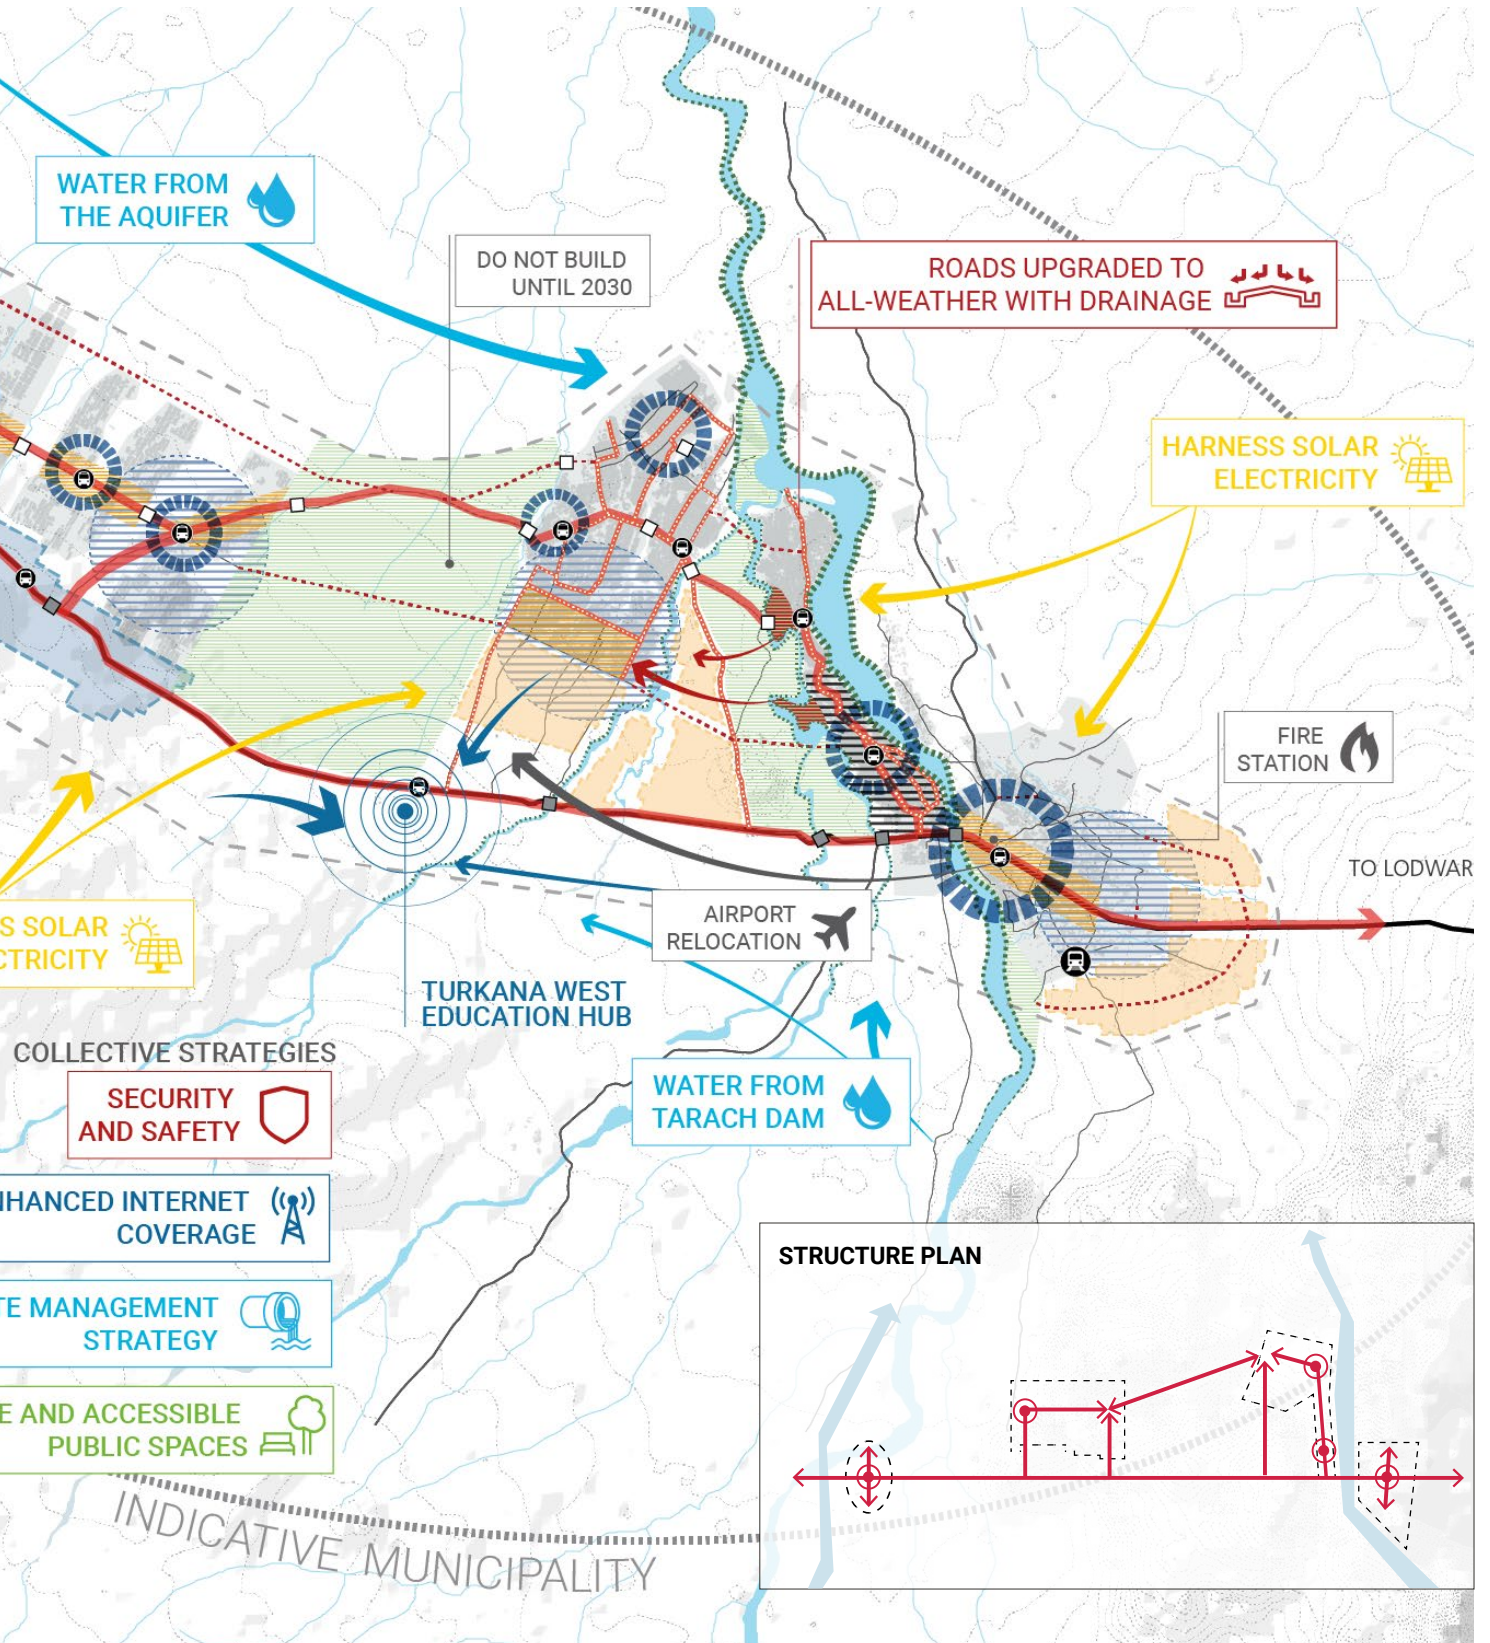 WATER FROM
THE AQUIFER
DO NOT BUILD
UNTIL 2030
ROADS UPGRADED TO
ALL-WEATHER WITH DRAINAGE
HARNESS SOLAR
ELECTRICITY
FIRE
STATION
TO LODWAR
S SOLAR
CTRICITY
AIRPORT
RELOCATION
TURKANA WEST
EDUCATION HUB
COLLECTIVE STRATEGIES
SECURITY
AND SAFETY
WATER FROM
TARACH DAM
NHANCED INTERNET
COVERAGE
TE MANAGEMENT
STRATEGY
E AND ACCESSIBLE
PUBLIC SPACES
STRUCTURE PLAN
INDICATIVE MUNICIPALITY